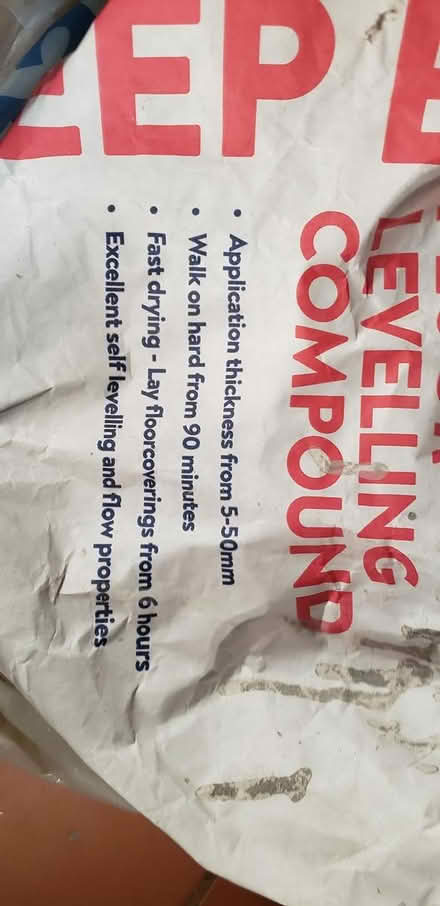 LEVELLING
COMPOUND
• Application thickness from 5-50mm
• Walk on hard from 90 minutes
• Fast drying - Lay floorcoverings from 6 hours
• Excellent self levelling and flow properties
EEP